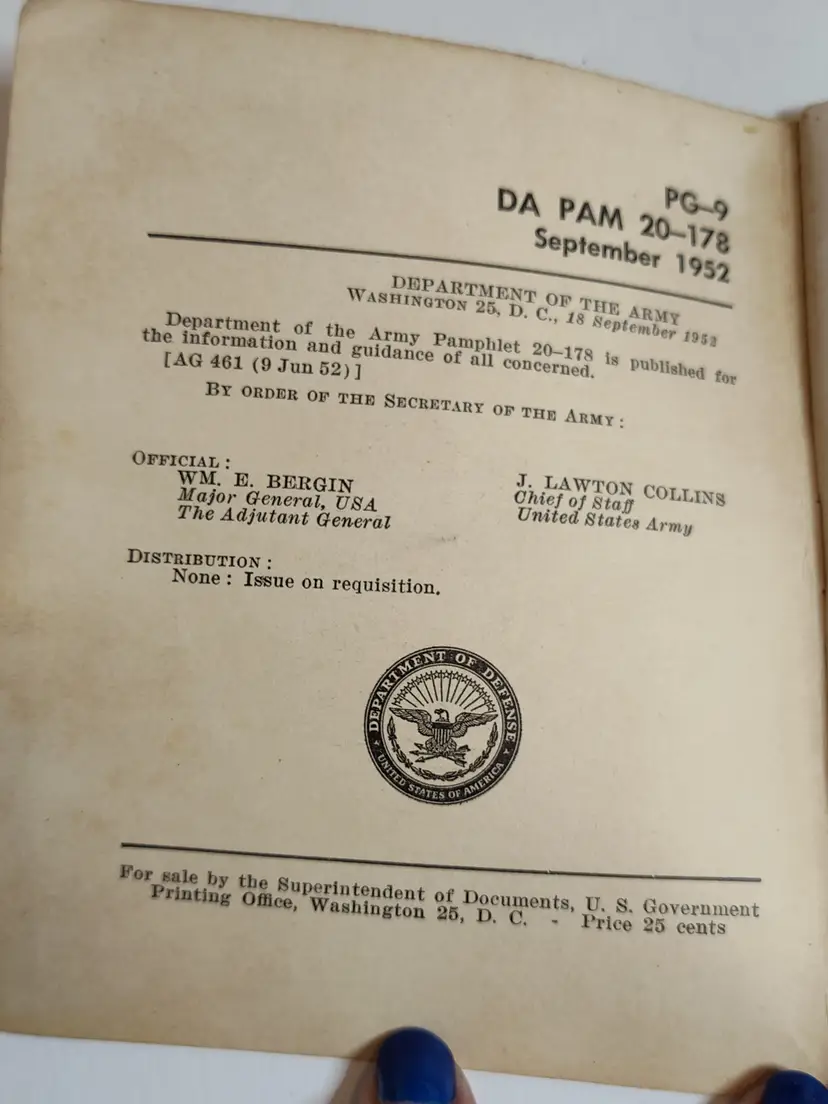 PG–9
DA PAM 20–178
September 1952
DEPARTMENT OF THE ARMY
WASHINGTON 25, D. C., 18 September 1952
Department of the Army Pamphlet 20–178 is published for
the information and guidance of all concerned.
[AG 461 (9 Jun 52)]
BY ORDER OF THE SECRETARY OF THE ARMY:
OFFICIAL:
WM. E. BERGIN
Major General, USA
The Adjutant General
J. LAWTON COLLINS
Chief of Staff
United States Army
DISTRIBUTION:
None: Issue on requisition.
DEPARTMENT OF DEFENSE
UNITED STATES OF AMERICA
For sale by the Superintendent of Documents, U. S. Government
Printing Office, Washington 25, D. C. - Price 25 cents